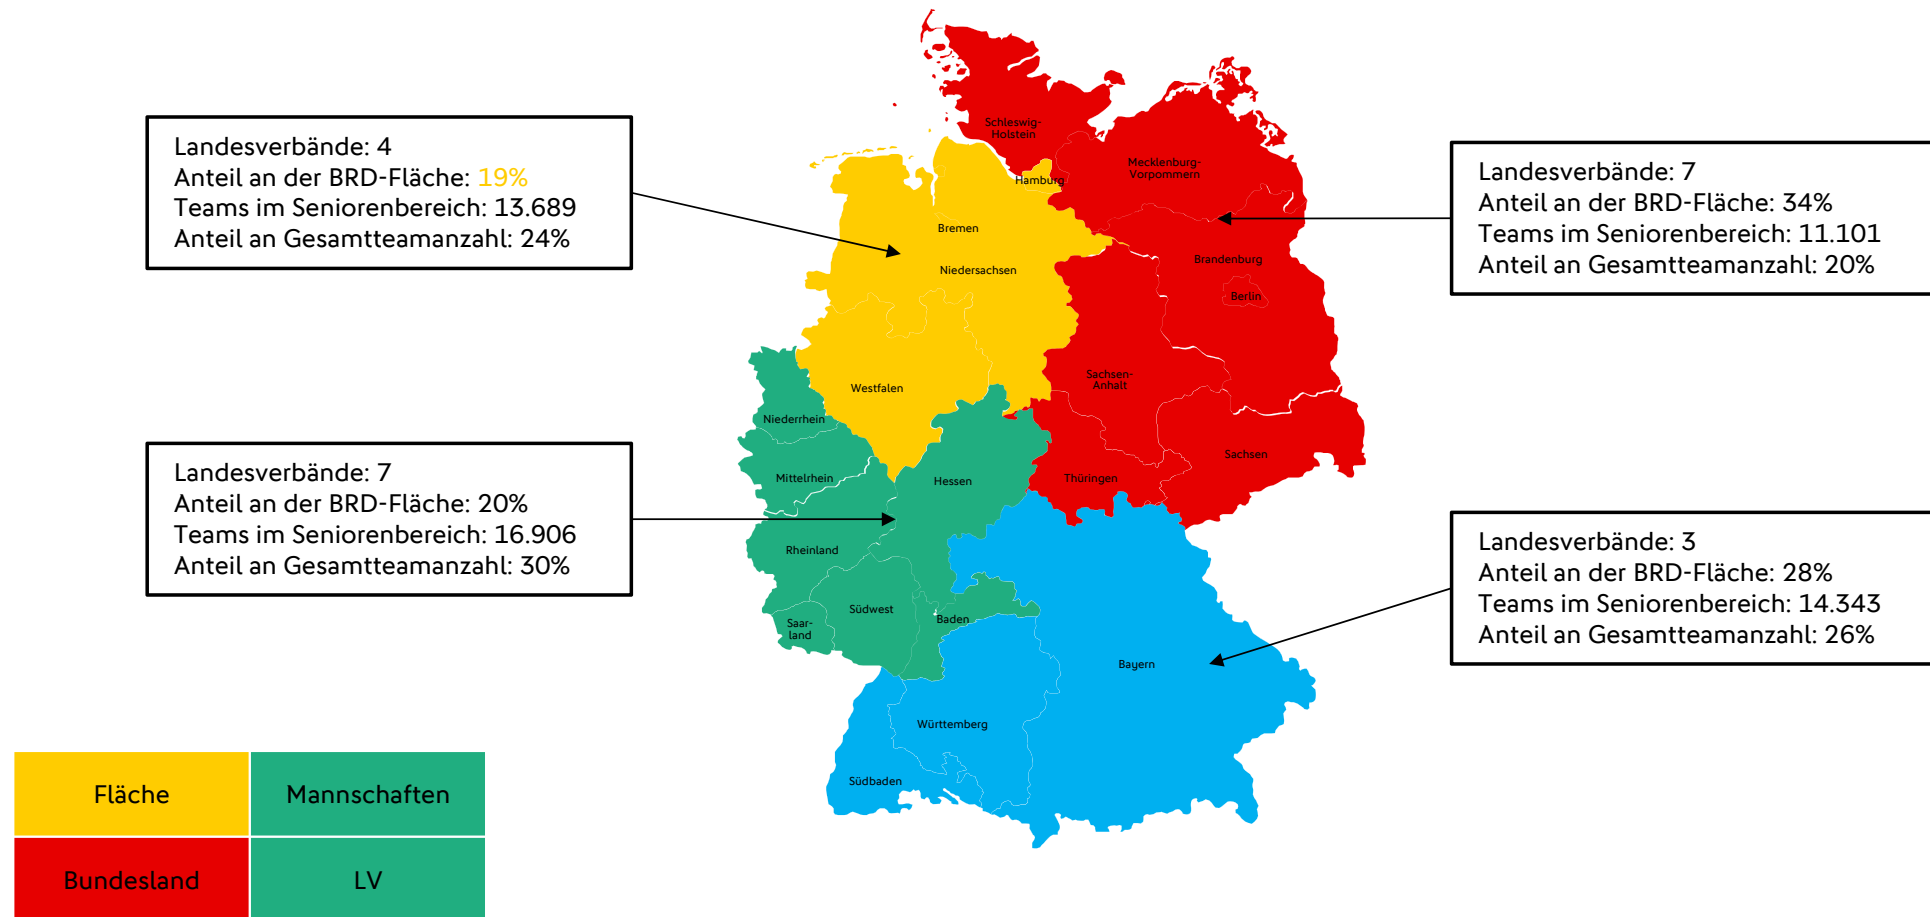 Landesverbände: 4
Anteil an der BRD-Fläche: 19%
Teams im Seniorenbereich: 13.689
Anteil an Gesamtteamanzahl: 24%
Landesverbände: 7
Anteil an der BRD-Fläche: 34%
Teams im Seniorenbereich: 11.101
Anteil an Gesamtteamanzahl: 20%
Landesverbände: 7
Anteil an der BRD-Fläche: 20%
Teams im Seniorenbereich: 16.906
Anteil an Gesamtteamanzahl: 30%
Landesverbände: 3
Anteil an der BRD-Fläche: 28%
Teams im Seniorenbereich: 14.343
Anteil an Gesamtteamanzahl: 26%
Schleswig-
Holstein
Mecklenburg-
Vorpommern
Hamburg
Bremen
Niedersachsen
Brandenburg
Berlin
Westfalen
Sachsen-
Anhalt
Niederrhein
Mittelrhein
Hessen
Thüringen
Sachsen
Rheinland
Südwest
Saar-
land
Baden
Bayern
Württemberg
Südbaden
Fläche
Mannschaften
Bundesland
LV